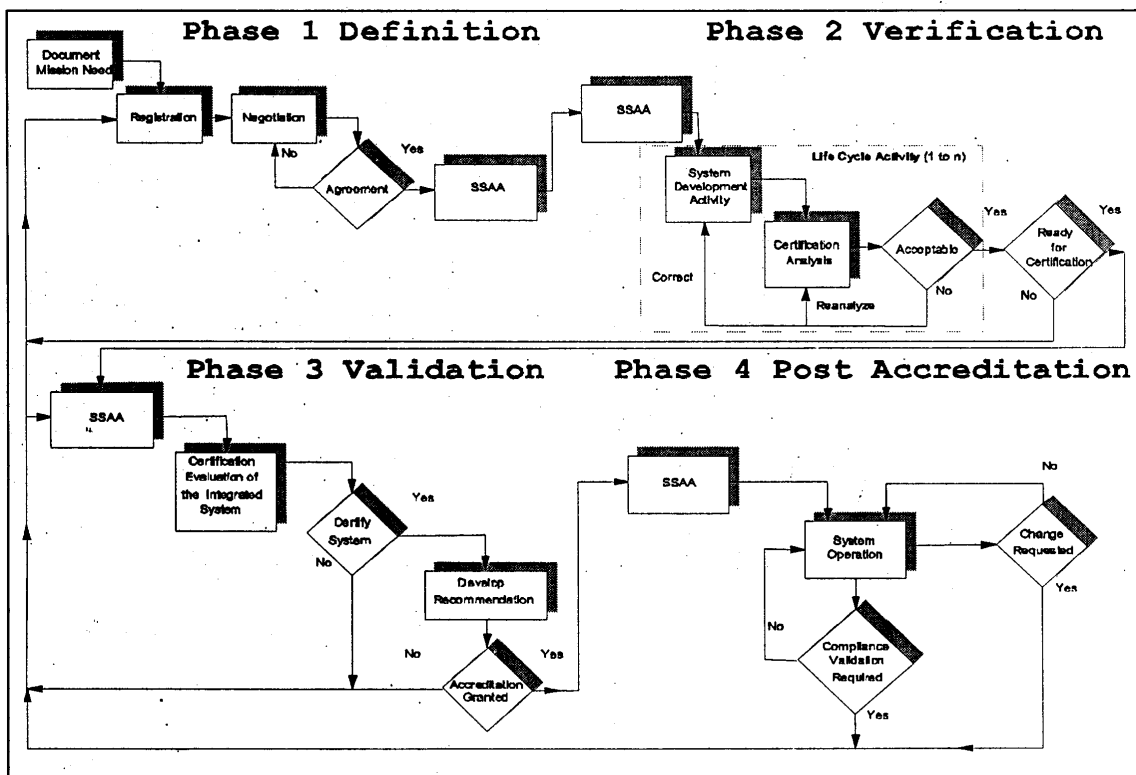 Phase 1 Definition
Document
Mission Need
Registration
Negotiation
No
Agreement
Yes
SSAA
Phase 2 Verification
SSAA
Life Cycle Activity (1 to n)
System
Development
Activity
Certification
Analysis
Acceptable
Yes
No
Correct
Reanalyze
Ready
for
Certification
Yes
No
Phase 3 Validation
SSAA
Certification
Evaluation of
the Integrated
System
Certify
System
Yes
No
Develop
Recommendation
No
Yes
Accreditation
Granted
Phase 4 Post Accreditation
SSAA
System
Operation
No
Change
Requested
Yes
No
Compliance
Validation
Required
Yes